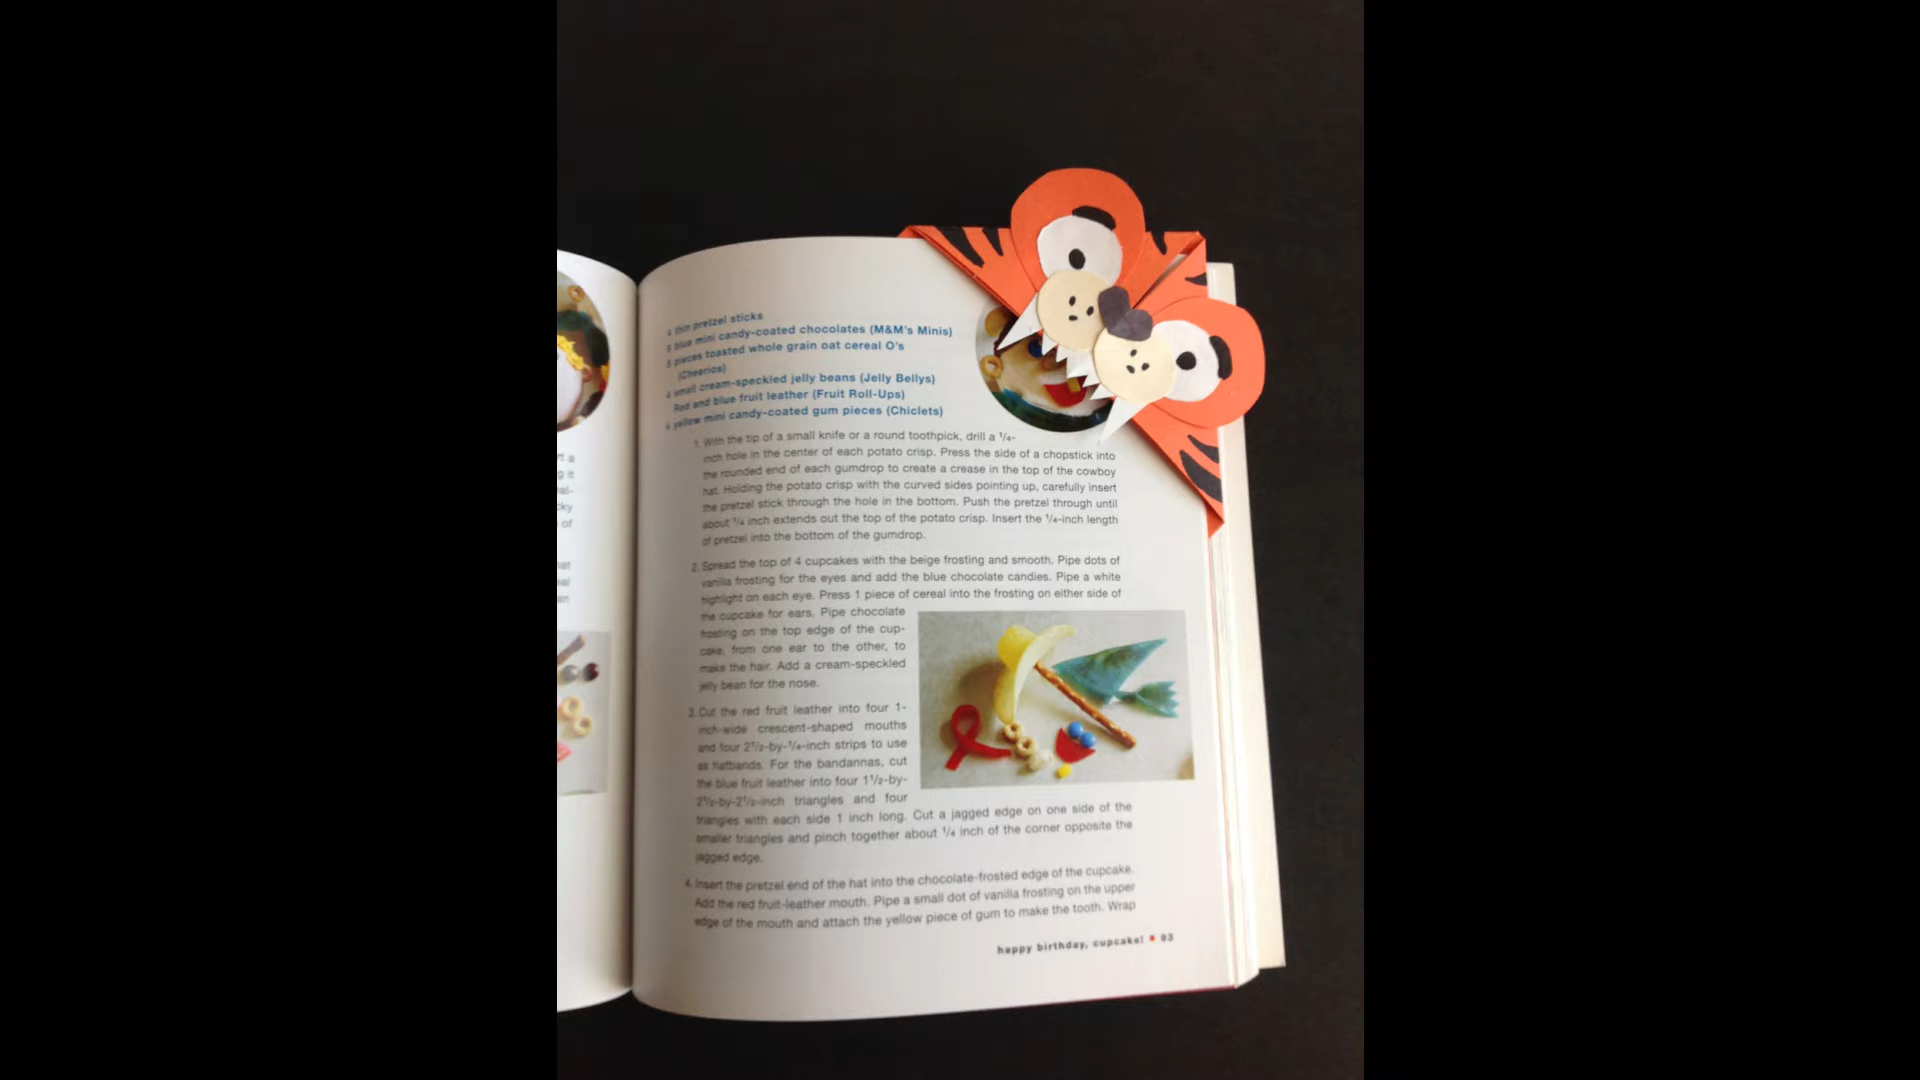 rt a
g it
al-
cky
of
hat
4 thin pretzel sticks
8 blue mini candy-coated chocolates (M&M's Minis)
8 pieces toasted whole grain oat cereal O's
(Cheerios)
4 small cream-speckled jelly beans (Jelly Bellys)
Red and blue fruit leather (Fruit Roll-Ups)
4 yellow mini candy-coated gum pieces (Chiclets)
1. With the tip of a small knife or a round toothpick, drill a 1/4-
inch hole in the center of each potato crisp. Press the side of a chopstick into
the rounded end of each gumdrop to create a crease in the top of the cowboy
hat. Holding the potato crisp with the curved sides pointing up, carefully insert
the pretzel stick through the hole in the bottom. Push the pretzel through until
about 1/4 inch extends out the top of the potato crisp. Insert the 1/4-inch length
of pretzel into the bottom of the gumdrop.
2. Spread the top of 4 cupcakes with the beige frosting and smooth. Pipe dots of
vanilla frosting for the eyes and add the blue chocolate candies. Pipe a white
highlight on each eye. Press 1 piece of cereal into the frosting on either side of
the cupcake for ears. Pipe chocolate
frosting on the top edge of the cup-
cake, from one ear to the other, to
make the hair. Add a cream-speckled
jelly bean for the nose.
3. Cut the red fruit leather into four 1-
inch-wide crescent-shaped mouths
and four 2 1/2-by-1/4-inch strips to use
as hatbands. For the bandannas, cut
the blue fruit leather into four 1 1/2-by-
2 1/2-by-2 1/2-inch triangles and four
triangles with each side 1 inch long. Cut a jagged edge on one side of the
smaller triangles and pinch together about 1/4 inch of the corner opposite the
jagged edge.
4. Insert the pretzel end of the hat into the chocolate-frosted edge of the cupcake.
Add the red fruit-leather mouth. Pipe a small dot of vanilla frosting on the upper
edge of the mouth and attach the yellow piece of gum to make the tooth. Wrap
happy birthday, cupcake! • 93